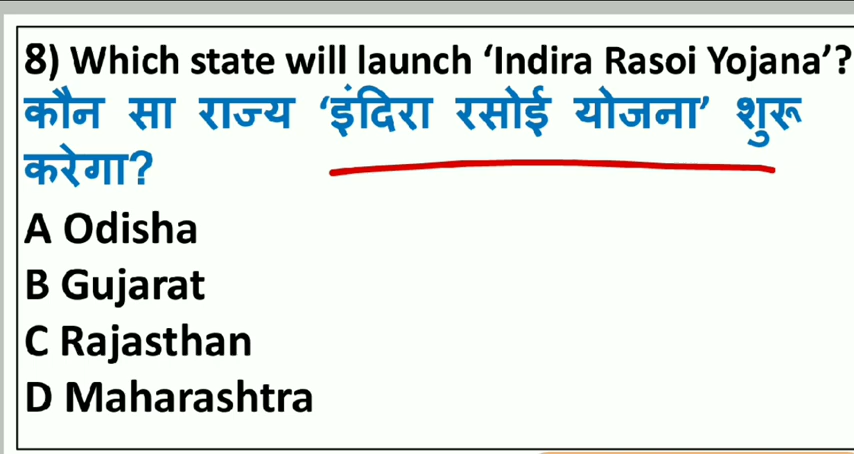 8) Which state will launch ‘Indira Rasoi Yojana’?
कौन सा राज्य ‘इंदिरा रसोई योजना’ शुरू
करेगा?
A Odisha
B Gujarat
C Rajasthan
D Maharashtra